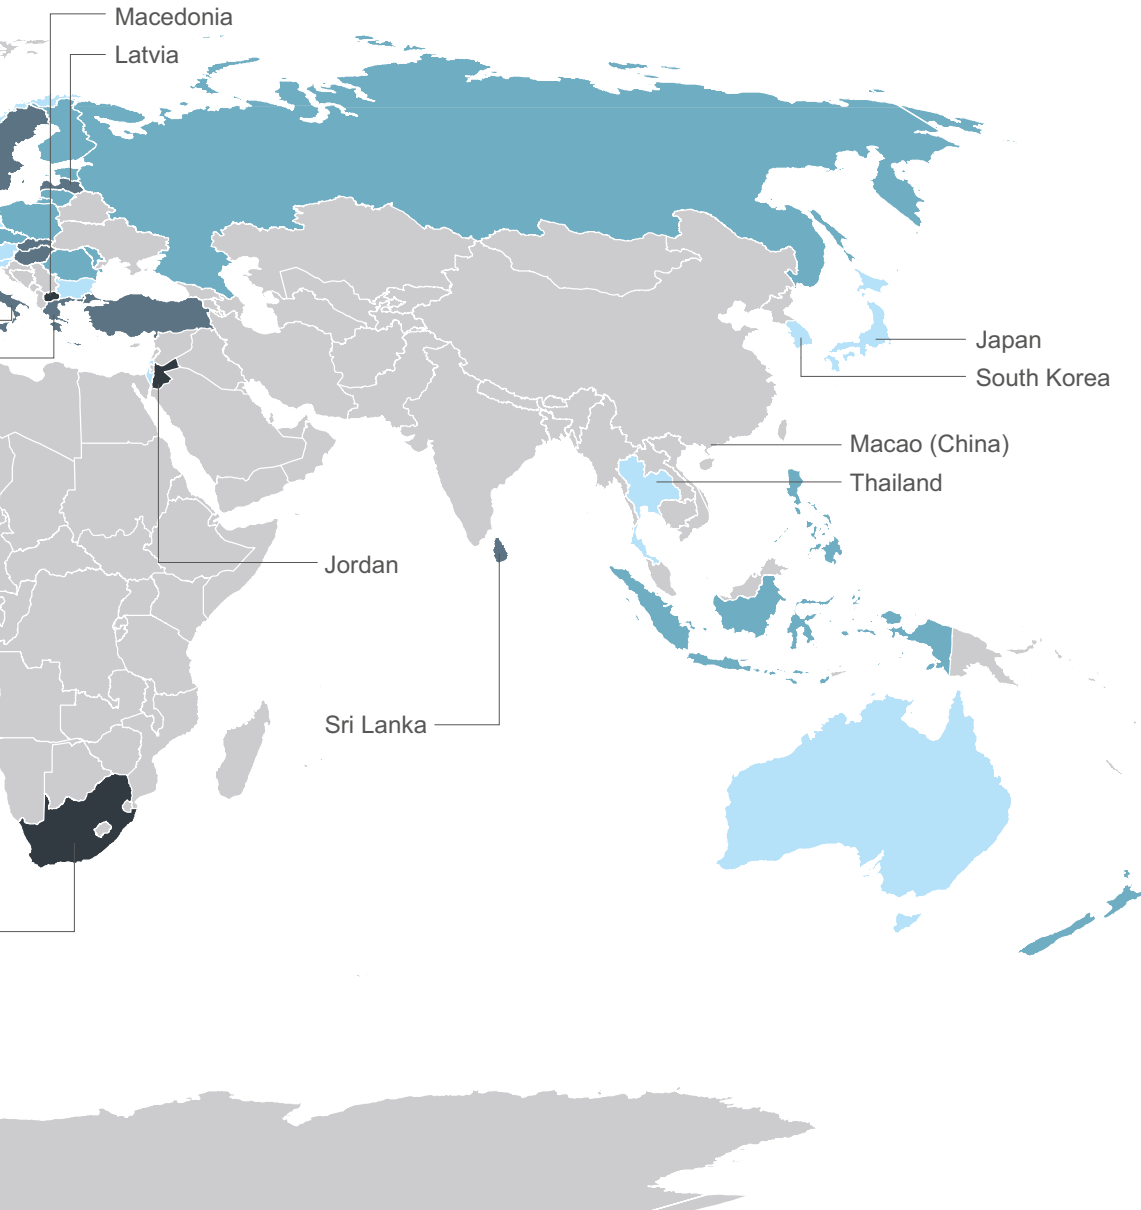 Macedonia
Latvia
Japan
South Korea
Macao (China)
Thailand
Jordan
Sri Lanka